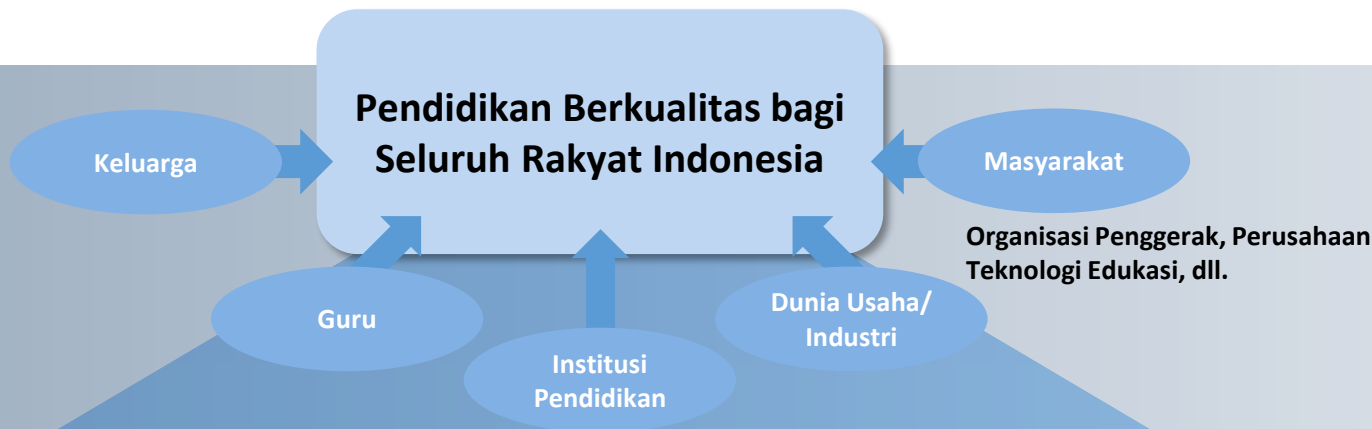 Pendidikan Berkualitas bagi
Seluruh Rakyat Indonesia
Keluarga
Masyarakat
Organisasi Penggerak, Perusahaan
Teknologi Edukasi, dll.
Guru
Dunia Usaha/
Industri
Institusi
Pendidikan